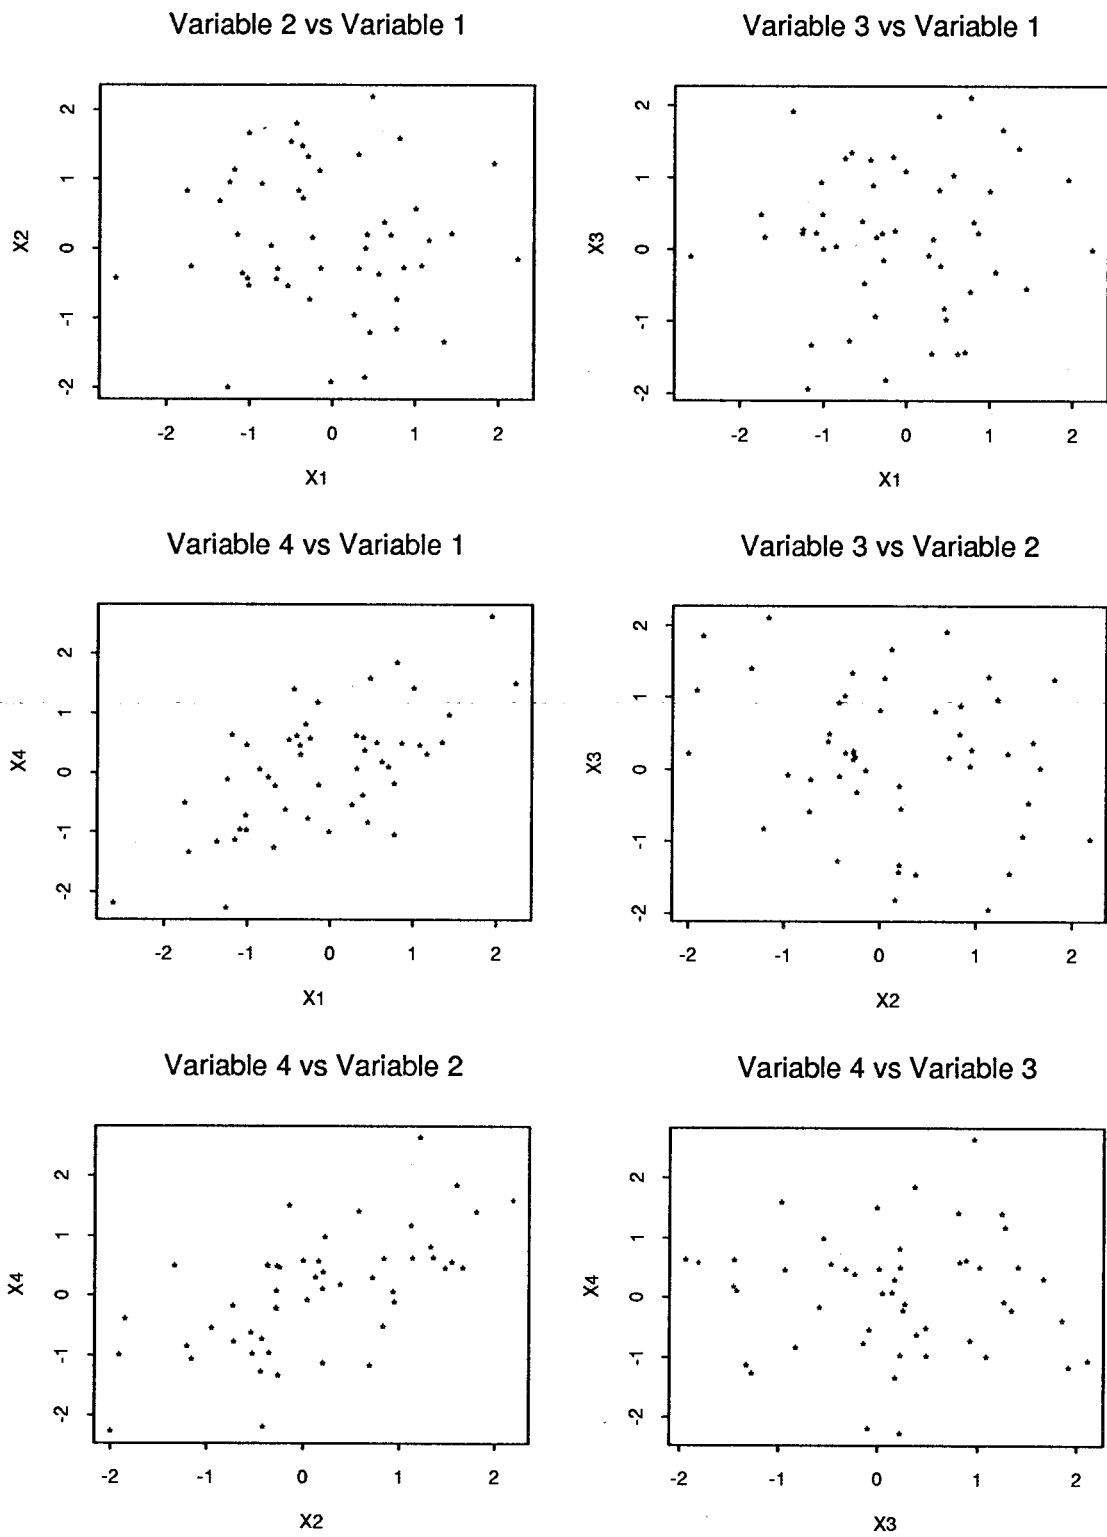 Variable 2 vs Variable 1
X2
2
1
0
-1
-2
-2 -1 0 1 2
X1
Variable 3 vs Variable 1
X3
2
1
0
-1
-2
-2 -1 0 1 2
X1
Variable 4 vs Variable 1
X4
2
1
0
-1
-2
-2 -1 0 1 2
X1
Variable 3 vs Variable 2
X3
2
1
0
-1
-2
-2 -1 0 1 2
X2
Variable 4 vs Variable 2
X4
2
1
0
-1
-2
-2 -1 0 1 2
X2
Variable 4 vs Variable 3
X4
2
1
0
-1
-2
-2 -1 0 1 2
X3